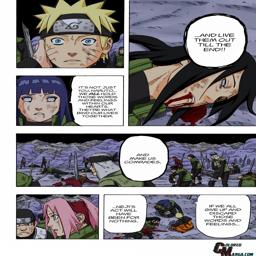 ...AND LIVE
THEM OUT
TILL THE
END!!
IT'S NOT JUST
YOU, NARUTO...
WE ALL HOLD
THOSE WORDS
AND FEELINGS
WITHIN OUR
HEARTS.
THEY'RE WHAT
BIND OUR LIVES
TOGETHER...
AND
MAKE US
COMRADES.
IF WE ALL
GIVE UP AND
DISCARD
THOSE
WORDS AND
FEELINGS...
...NEJI'S
ACT WILL
HAVE BEEN
FOR NOTHING.
COLORED
MANGA.COM